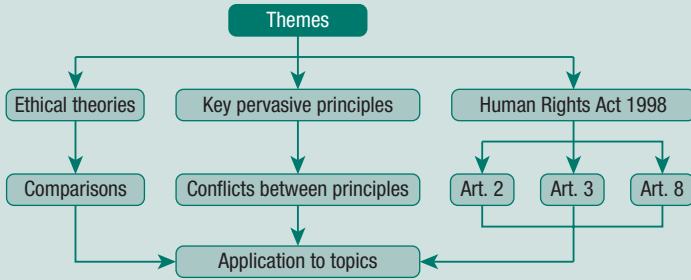 Themes
Ethical theories
Key pervasive principles
Human Rights Act 1998
Comparisons
Conflicts between principles
Art. 2
Art. 3
Art. 8
Application to topics